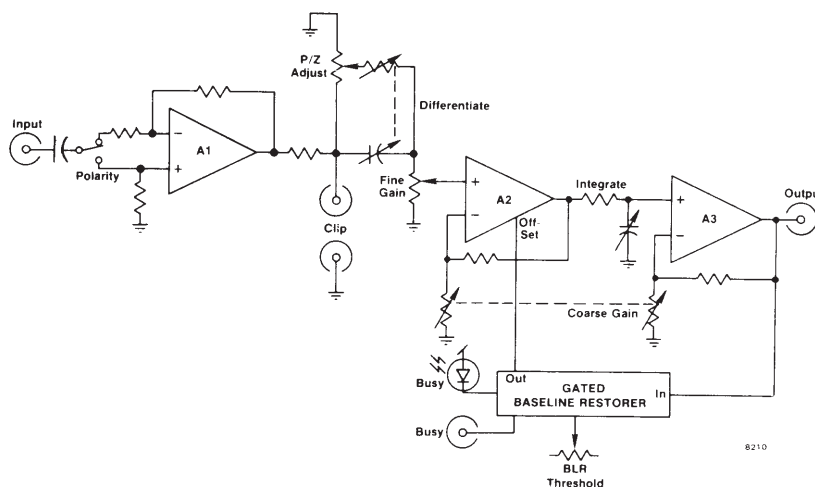 P/Z
Adjust
Input
A1
−
+
Polarity
Differentiate
Fine
Gain
Clip
+
A2
−
Off-
Set
Integrate
+
A3
−
Output
Coarse Gain
Busy
Out
In
GATED
BASELINE RESTORER
Busy
BLR
Threshold
8210